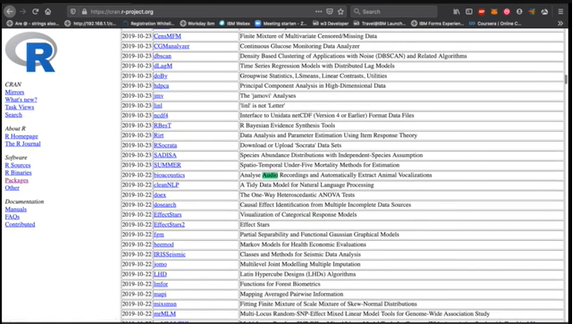 https://cran.r-project.org
Search
Are @ - strings also...
http://192.168.1.1/...
Registration Whitelil...
Workday ibm
IBM Webes
Meeting starten - Z...
w3 Developer
Travel@IBM Launch...
IBM Forms Experien...
Coursera | Online C...
R
CRAN
Mirrors
What's new?
Task Views
Search
About R
R Homepage
The R Journal
Software
R Sources
R Binaries
Packages
Other
Documentation
Manuals
FAQs
Contributed
2019-10-23 CensMFM Finite Mixture of Multivariate Censored/Missing Data
2019-10-23 CGManalyzer Continuous Glucose Monitoring Data Analyzer
2019-10-23 dbscan Density Based Clustering of Applications with Noise (DBSCAN) and Related Algorithms
2019-10-23 dLagM Time Series Regression Models with Distributed Lag Models
2019-10-23 doBy Groupwise Statistics, LSmeans, Linear Contrasts, Utilities
2019-10-23 hdpca Principal Component Analysis in High-Dimensional Data
2019-10-23 jmv The 'jamovi' Analyses
2019-10-23 linl 'linl' is not 'Letter'
2019-10-23 ncdf4 Interface to Unidata netCDF (Version 4 or Earlier) Format Data Files
2019-10-23 RBesT R Bayesian Evidence Synthesis Tools
2019-10-23 Rirt Data Analysis and Parameter Estimation Using Item Response Theory
2019-10-23 RSocrata Download or Upload 'Socrata' Data Sets
2019-10-23 SADISA Species Abundance Distributions with Independent-Species Assumption
2019-10-23 SUMMER Spatio-Temporal Under-Five Mortality Methods for Estimation
2019-10-22 bioacoustics Analyse Audio Recordings and Automatically Extract Animal Vocalizations
2019-10-22 cleanNLP A Tidy Data Model for Natural Language Processing
2019-10-22 doex The One-Way Heteroscedastic ANOVA Tests
2019-10-22 dosearch Causal Effect Identification from Multiple Incomplete Data Sources
2019-10-22 EffectStars Visualization of Categorical Response Models
2019-10-22 EffectStars2 Effect Stars
2019-10-22 fgm Partial Separability and Functional Gaussian Graphical Models
2019-10-22 heemod Markov Models for Health Economic Evaluations
2019-10-22 IRISSeismic Classes and Methods for Seismic Data Analysis
2019-10-22 jomo Multilevel Joint Modelling Multiple Imputation
2019-10-22 LHD Latin Hypercube Designs (LHDs) Algorithms
2019-10-22 lmfor Functions for Forest Biometrics
2019-10-22 mapi Mapping Averaged Pairwise Information
2019-10-22 mixsmsn Fitting Finite Mixture of Scale Mixture of Skew-Normal Distributions
2019-10-22 mrMLM Multi-Locus Random-SNP-Effect Mixed Linear Model Tools for Genome-Wide Association Study